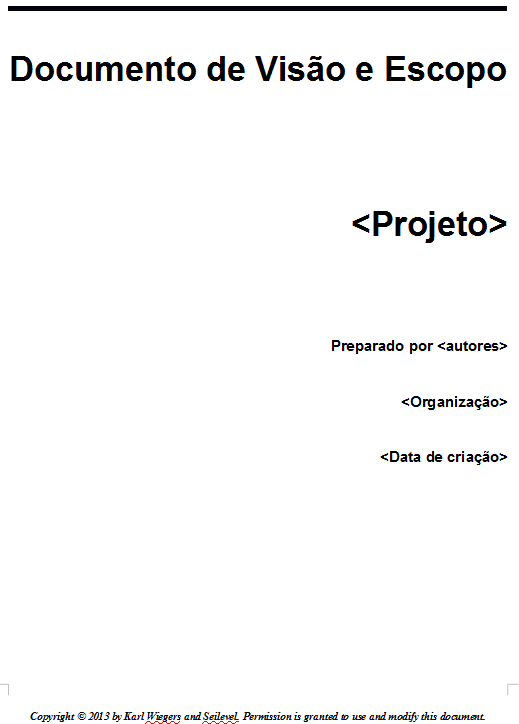 Documento de Visão e Escopo
<Projeto>
Preparado por <autores>
<Organização>
<Data de criação>
Copyright © 2013 by Karl Wiegers and Seilevel. Permission is granted to use and modify this document.